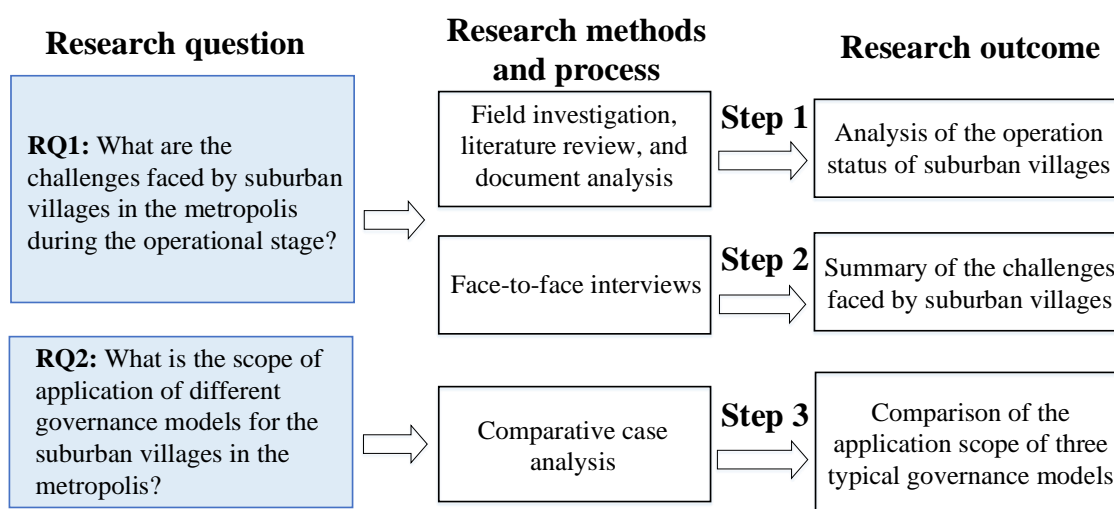 Research question
Research methods
and process
Research outcome
RQ1: What are the
challenges faced by suburban
villages in the metropolis
during the operational stage?
Field investigation,
literature review, and
document analysis
Step 1
Analysis of the operation
status of suburban villages
Face-to-face interviews
Step 2
Summary of the challenges
faced by suburban villages
RQ2: What is the scope of
application of different
governance models for the
suburban villages in the
metropolis?
Comparative case
analysis
Step 3
Comparison of the
application scope of three
typical governance models